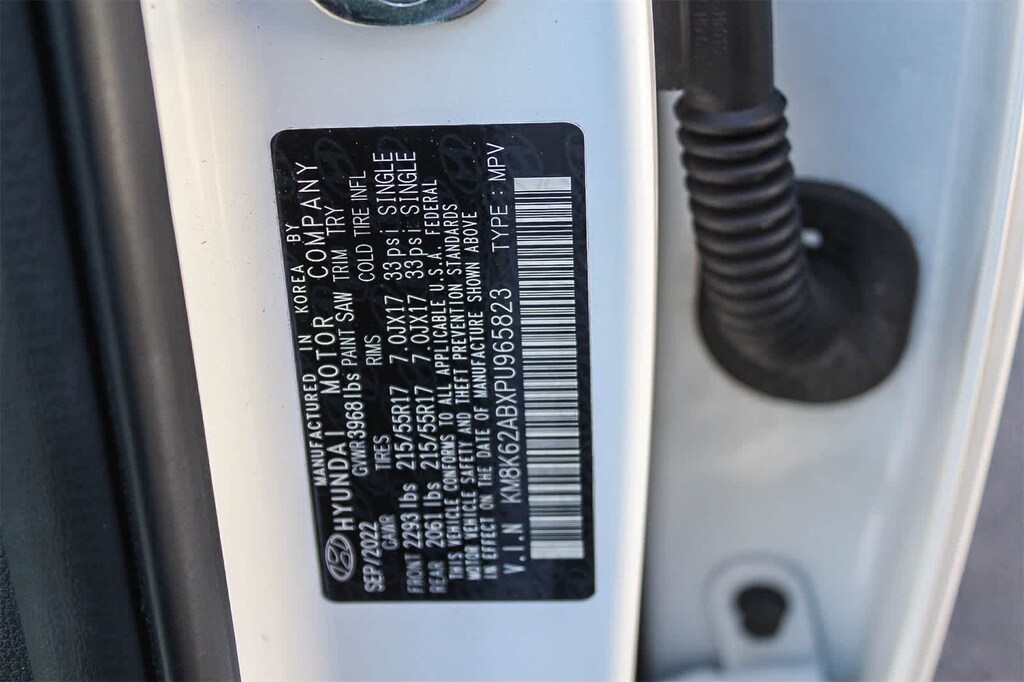 MANUFACTURED IN KOREA BY
HYUNDAI MOTOR COMPANY
SEP/2022 GVWR 3968 lbs PAINT SAW TRIM TRY
GAWR TRES RIMS COLD TIRE INFL
FRONT 2293 lbs 215/55R17 7.0JX17 33psi SINGLE
REAR 2061 lbs 215/55R17 7.0JX17 33psi SINGLE
THIS VEHICLE CONFORMS TO ALL APPLICABLE U.S.A. FEDERAL
MOTOR VEHICLE SAFETY AND THEFT PREVENTION STANDARDS
IN EFFECT ON THE DATE OF MANUFACTURE SHOWN ABOVE
V.I.N KM8K62ABXPU965823 TYPE : MPV